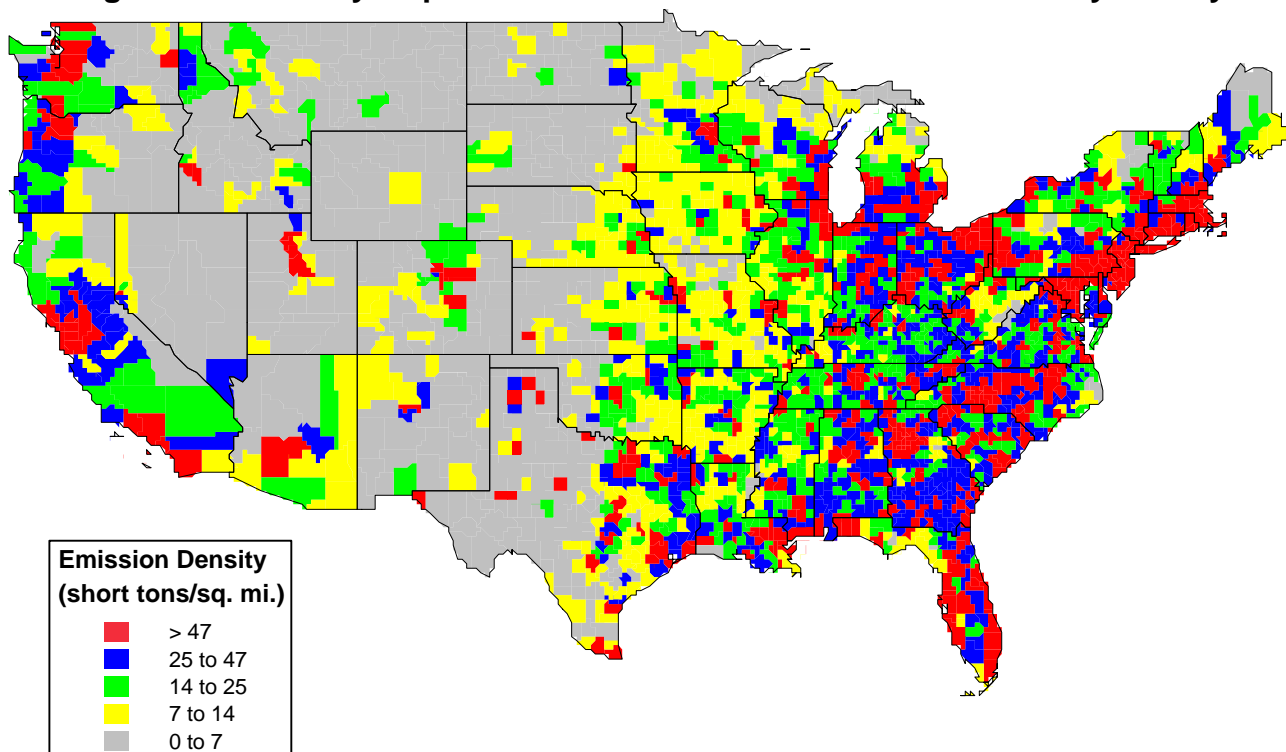 Emission Density
(short tons/sq. mi.)
> 47
25 to 47
14 to 25
7 to 14
0 to 7